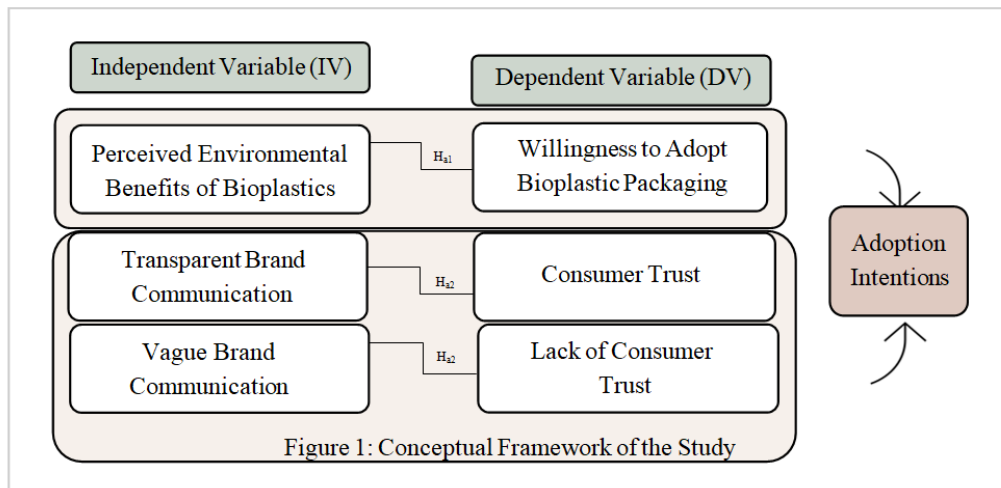 Independent Variable (IV)
Dependent Variable (DV)
Perceived Environmental
Benefits of Bioplastics
Ha1
Willingness to Adopt
Bioplastic Packaging
Transparent Brand
Communication
Ha2
Consumer Trust
Vague Brand
Communication
Ha2
Lack of Consumer
Trust
Adoption
Intentions
Figure 1: Conceptual Framework of the Study